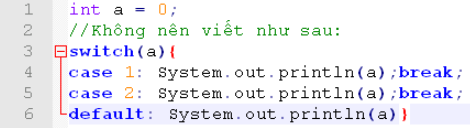 1 int a = 0;
2 //Không nên viết như sau:
3 switch(a){
4 case 1: System.out.println(a);break;
5 case 2: System.out.println(a);break;
6 default: System.out.println(a)}